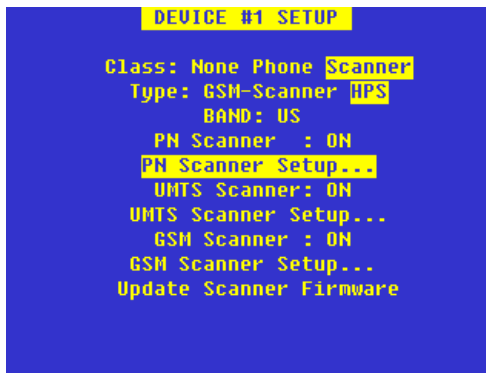 DEVICE #1 SETUP
Class: None Phone Scanner
Type: GSM-Scanner HPS
BAND: US
PN Scanner : ON
PN Scanner Setup...
UMTS Scanner: ON
UMTS Scanner Setup...
GSM Scanner : ON
GSM Scanner Setup...
Update Scanner Firmware